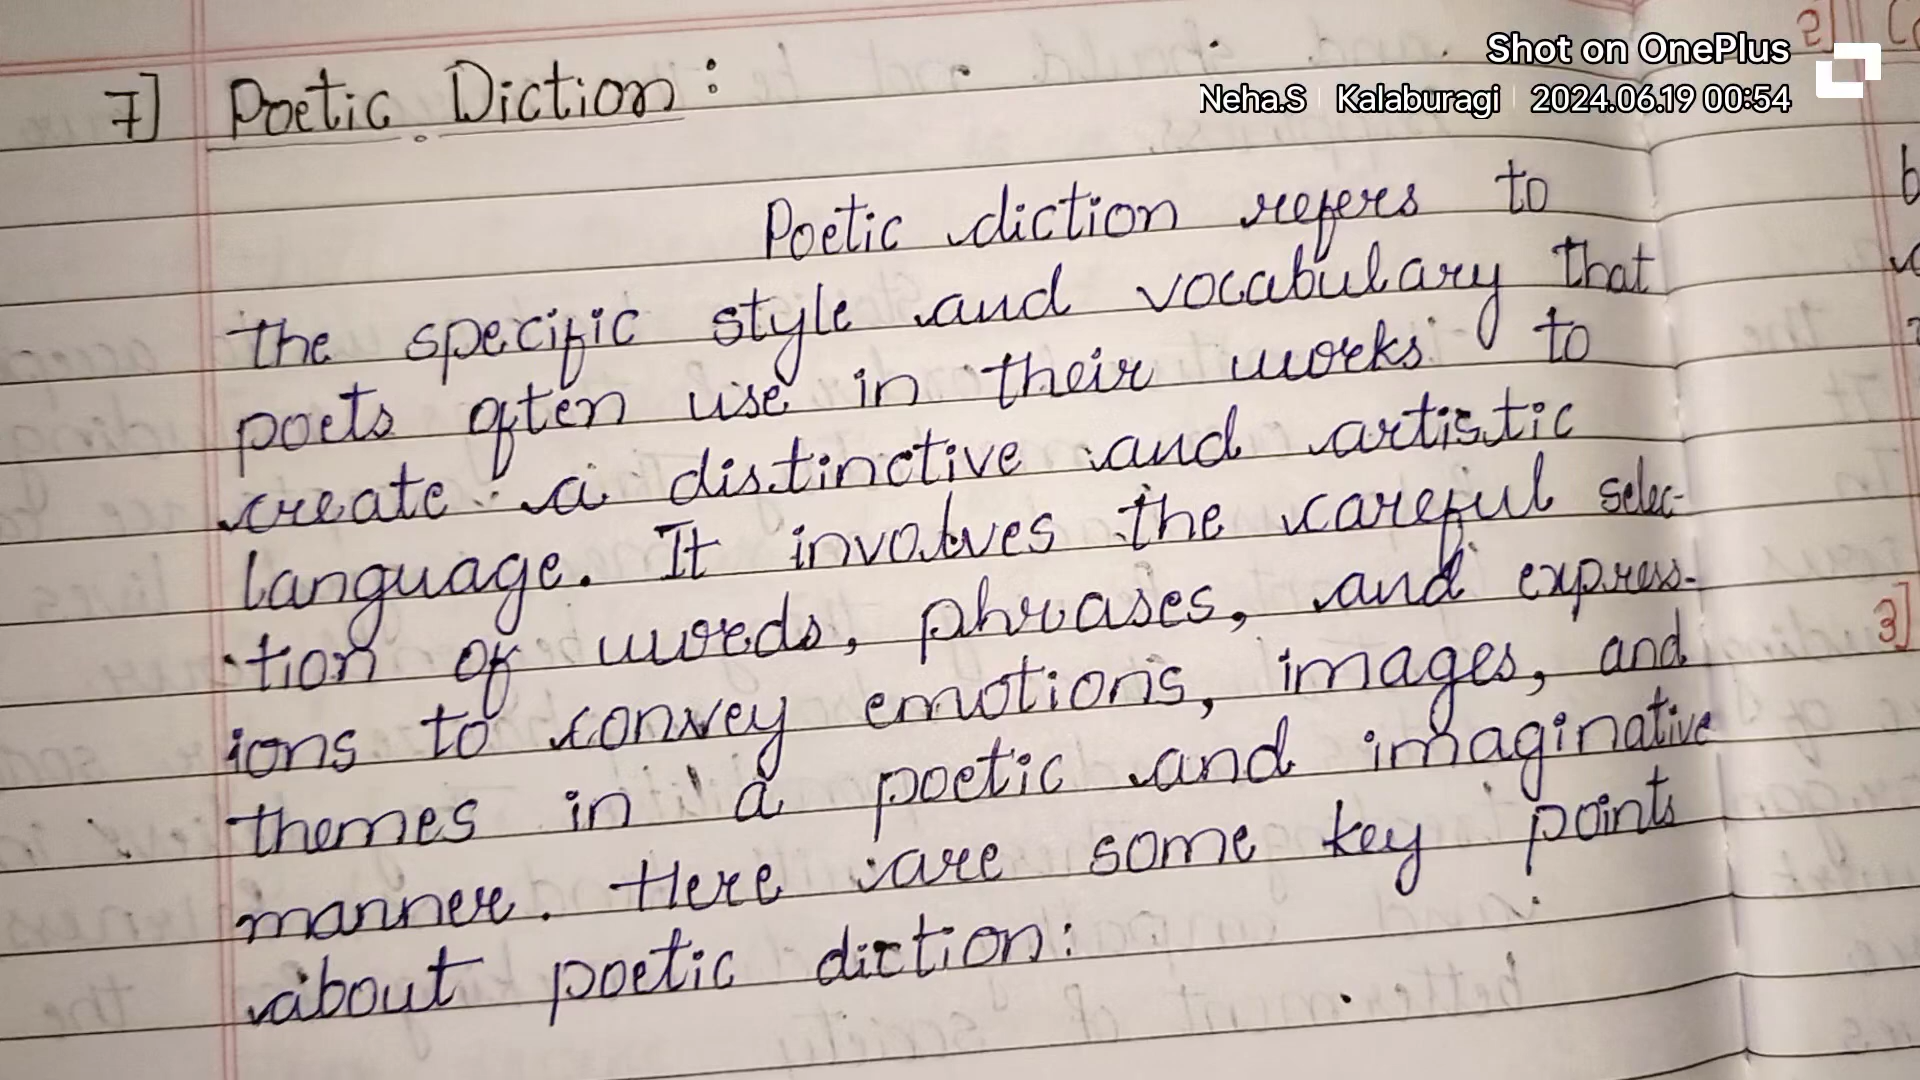 Shot on OnePlus
Neha.S | Kalaburagi | 2024.06.19 00:54
7] Poetic Diction:
Poetic diction refers to
the specific style and vocabulary that
poets often use in their works to
create a distinctive and artistic
language. It involves the careful selec-
tion of words, phrases, and express-
ions to convey emotions, images, and
themes in a poetic and imaginative
manner. Here are some key points
about poetic diction:
2]
3]